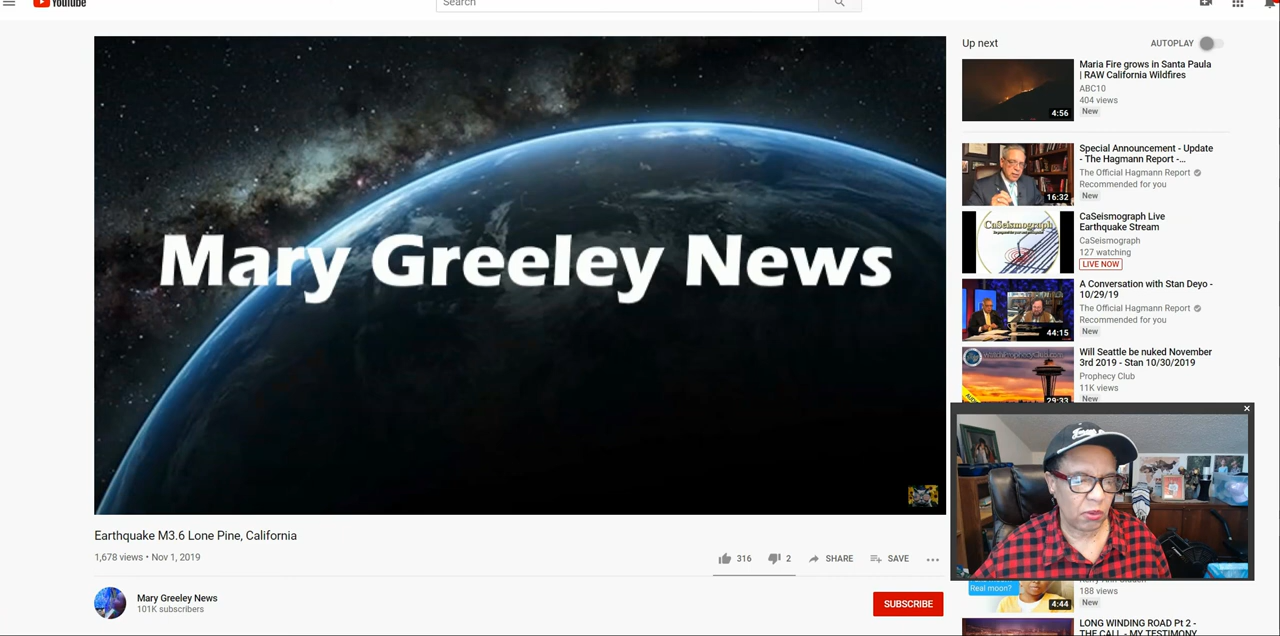 YouTube
Search
Mary Greeley News
Earthquake M3.6 Lone Pine, California
1,678 views • Nov 1, 2019
316
2
SHARE
SAVE
Mary Greeley News
101K subscribers
SUBSCRIBE
Up next
AUTOPLAY
4:56
Maria Fire grows in Santa Paula
| RAW California Wildfires
ABC10
404 views
New
16:32
Special Announcement - Update
- The Hagmann Report -...
The Official Hagmann Report
Recommended for you
New
CaSeismograph
CaSeismograph Live
Earthquake Stream
CaSeismograph
127 watching
LIVE NOW
44:15
A Conversation with Stan Deyo -
10/29/19
The Official Hagmann Report
Recommended for you
New
29:33
Will Seattle be nuked November
3rd 2019 - Stan 10/30/2019
Prophecy Club
11K views
New
Real moon?
4:44
188 views
New
LONG WINDING ROAD Pt 2 -
THE CALL - MY TESTIMONY